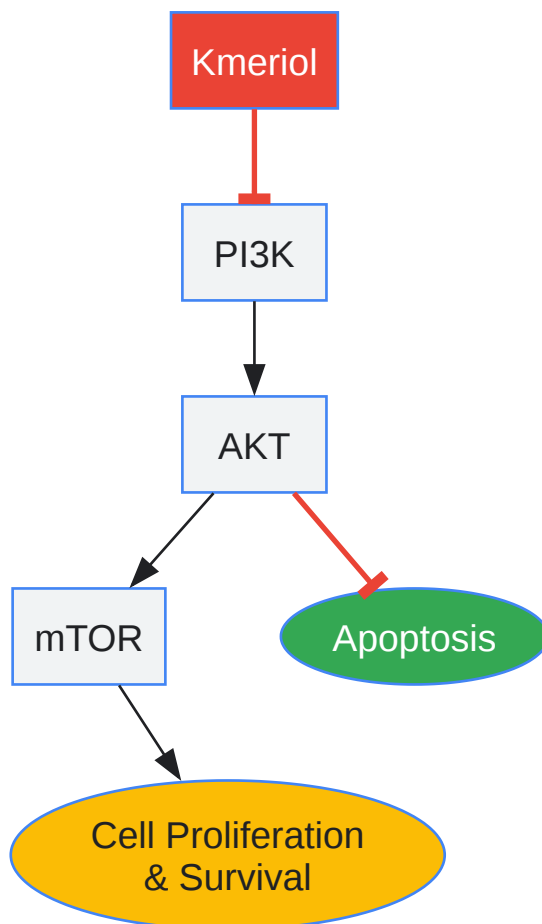 Kmeriol
PI3K
AKT
mTOR
Apoptosis
Cell Proliferation
& Survival